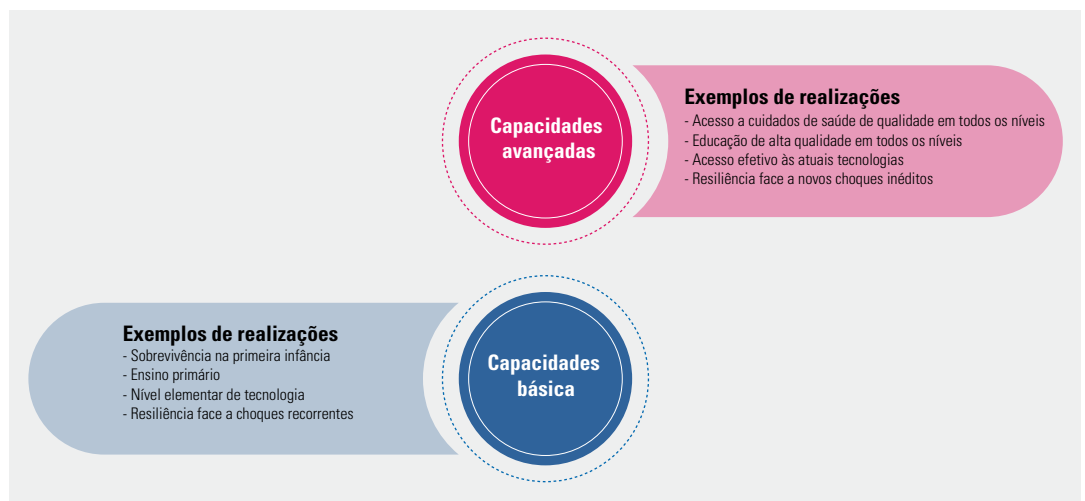 Capacidades
avançadas
Exemplos de realizações
- Acesso a cuidados de saúde de qualidade em todos os níveis
- Educação de alta qualidade em todos os níveis
- Acesso efetivo às atuais tecnologias
- Resiliência face a novos choques inéditos
Exemplos de realizações
- Sobrevivência na primeira infância
- Ensino primário
- Nível elementar de tecnologia
- Resiliência face a choques recorrentes
Capacidades
básica